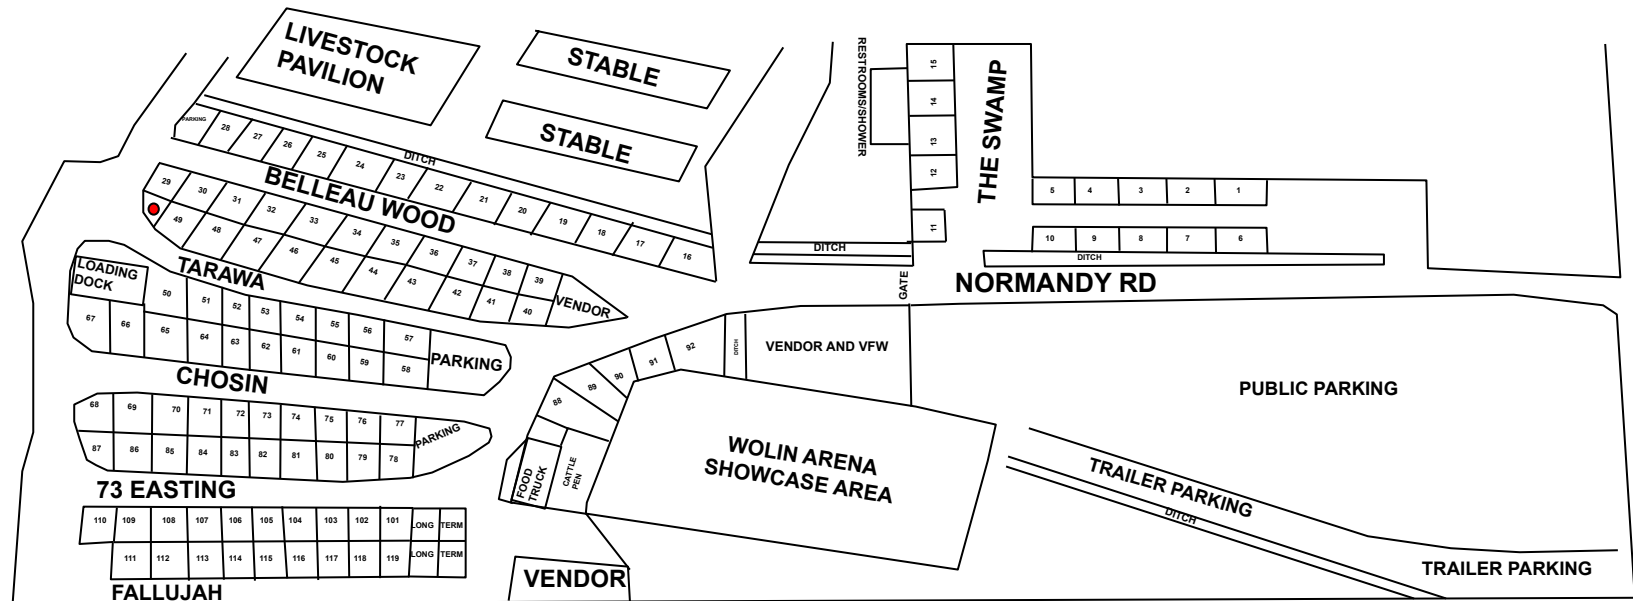 LIVESTOCK
PAVILION
STABLE
STABLE
RESTROOMS/SHOWER
15
14
13
12
11
THE SWAMP
5 4 3 2 1
10 9 8 7 6
DITCH
DITCH
GATE
NORMANDY RD
PARKING
28 27 26 25 24 23 22 21 20 19 18 17 16
DITCH
BELLEAU WOOD
29 30 31 32 33 34 35 36 37 38 39
49 48 47 46 45 44 43 42 41 40
VENDOR
TARAWA
LOADING
DOCK
50 51 52 53 54 55 56 57
67 66 65 64 63 62 61 60 59 58
PARKING
CHOSIN
68 69 70 71 72 73 74 75 76 77
87 86 85 84 83 82 81 80 79 78
PARKING
73 EASTING
110 109 108 107 106 105 104 103 102 101 LONG TERM
111 112 113 114 115 116 117 118 119 LONG TERM
FALLUJAH
88 89 90 91 92
DITCH
VENDOR AND VFW
FOOD
TRUCK
CATTLE
PEN
VENDOR
WOLIN ARENA
SHOWCASE AREA
PUBLIC PARKING
TRAILER PARKING
DITCH
TRAILER PARKING